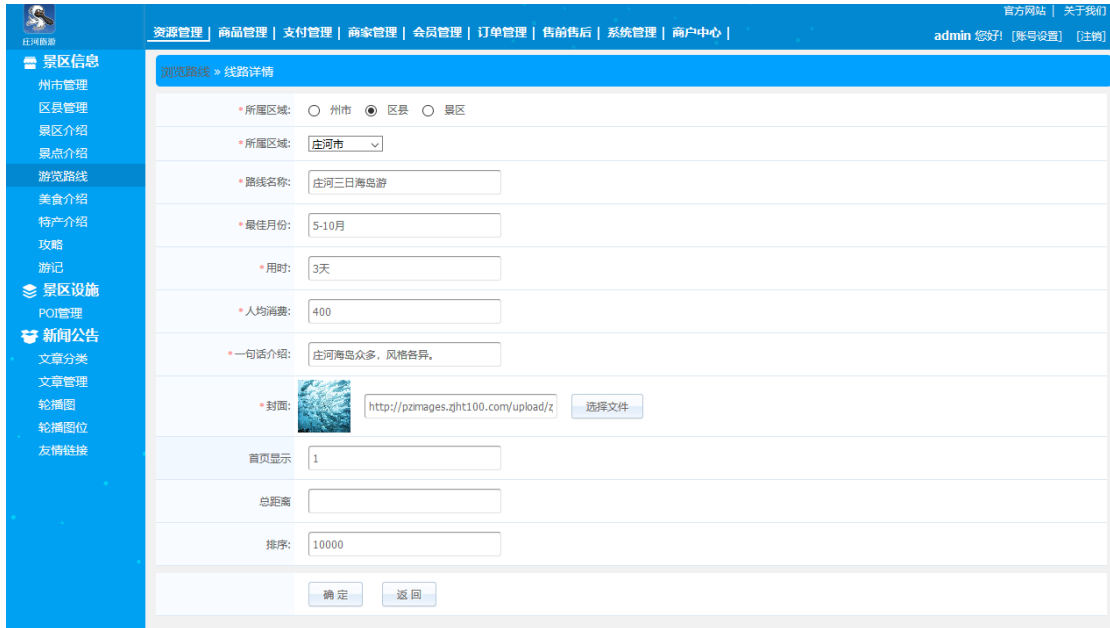 官方网站 | 关于我们
庄河旅游
资源管理 | 商品管理 | 支付管理 | 商家管理 | 会员管理 | 订单管理 | 售前售后 | 系统管理 | 商户中心 |
admin 您好! [账号设置] [注销]
景区信息
州市管理
区县管理
景区介绍
景点介绍
游览路线
美食介绍
特产介绍
攻略
游记
景区设施
POI管理
新闻公告
文章分类
文章管理
轮播图
轮播图位
友情链接
浏览路线 » 线路详情
*所属区域: 州市 区县 景区
*所属区域: 庄河市
*路线名称: 庄河三日海岛游
*最佳月份: 5-10月
*用时: 3天
*人均消费: 400
*一句话介绍: 庄河海岛众多，风格各异。
*封面: http://pzimages.zjht100.com/upload/z 选择文件
首页显示 1
总距离
排序: 10000
确 定 返 回